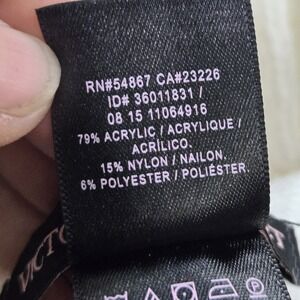 RN#54867 CA#23226
ID# 36011831 /
08 15 11064916
79% ACRYLIC / ACRYLIQUE /
ACRÍLICO.
15% NYLON / NAILON.
6% POLYESTER / POLIÉSTER.